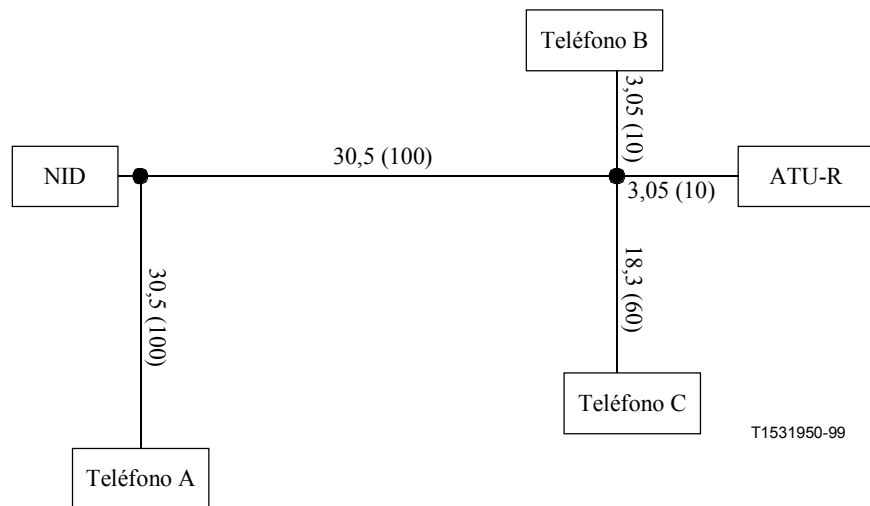 Teléfono B
3,05 (10)
30,5 (100)
NID
ATU-R
3,05 (10)
30,5 (100)
18,3 (60)
Teléfono C
T1531950-99
Teléfono A